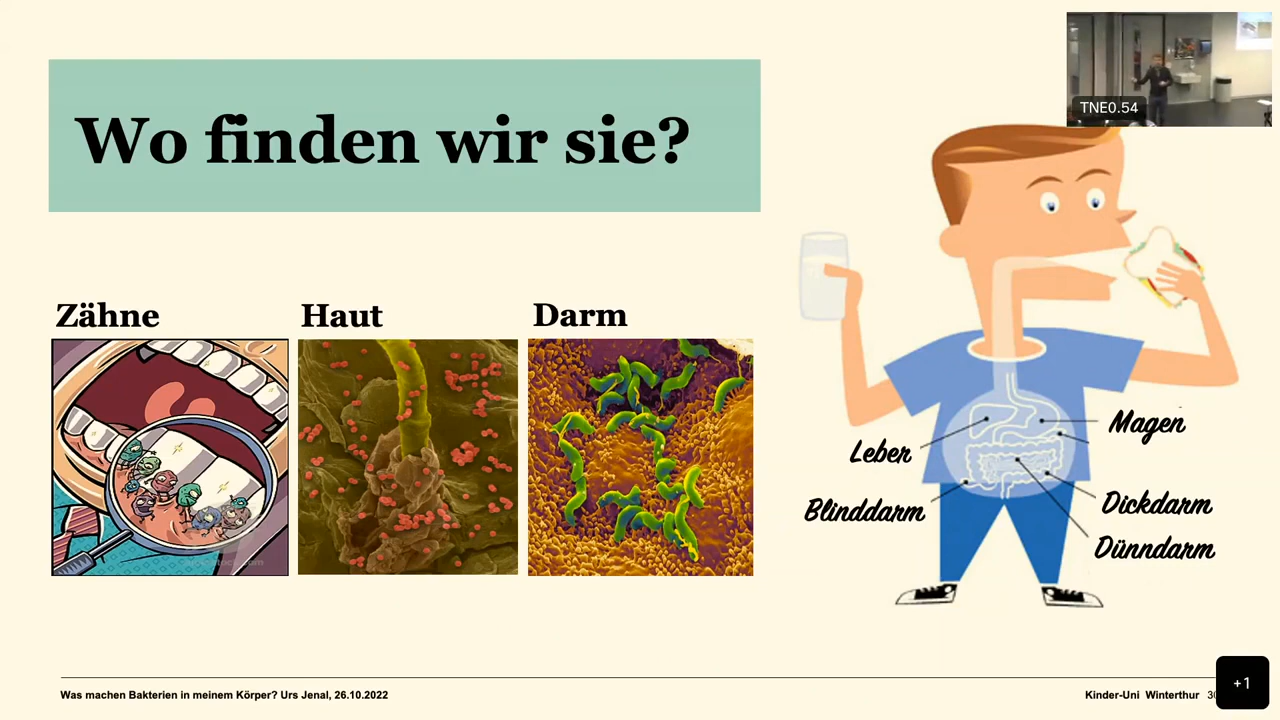 TNE0.54
Wo finden wir sie?
Zähne
Haut
Darm
Leber
Magen
Blinddarm
Dickdarm
Dünndarm
Was machen Bakterien in meinem Körper? Urs Jenal, 26.10.2022
Kinder-Uni Winterthur
+1